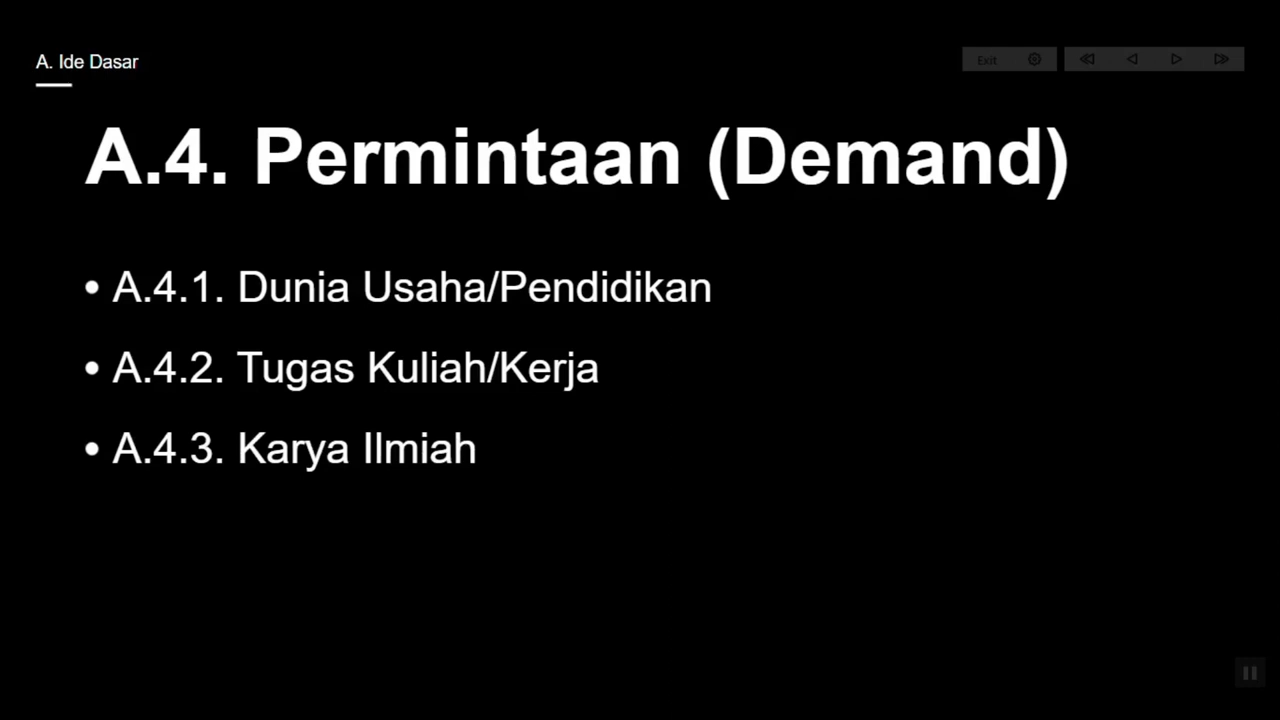 A. Ide Dasar
Exit
A.4. Permintaan (Demand)
• A.4.1. Dunia Usaha/Pendidikan
• A.4.2. Tugas Kuliah/Kerja
• A.4.3. Karya Ilmiah